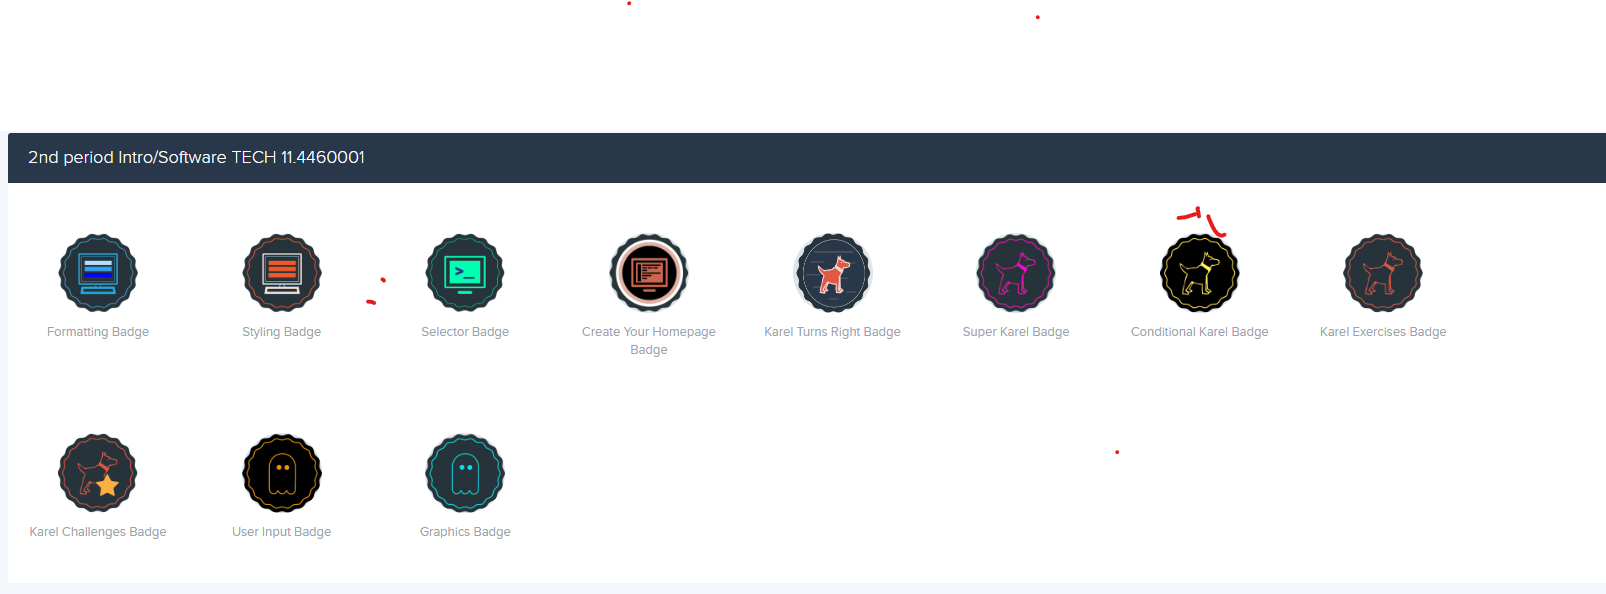 2nd period Intro/Software TECH 11.4460001
>_
Formatting Badge
Styling Badge
Selector Badge
Create Your Homepage
Badge
Karel Turns Right Badge
Super Karel Badge
Conditional Karel Badge
Karel Exercises Badge
Karel Challenges Badge
User Input Badge
Graphics Badge